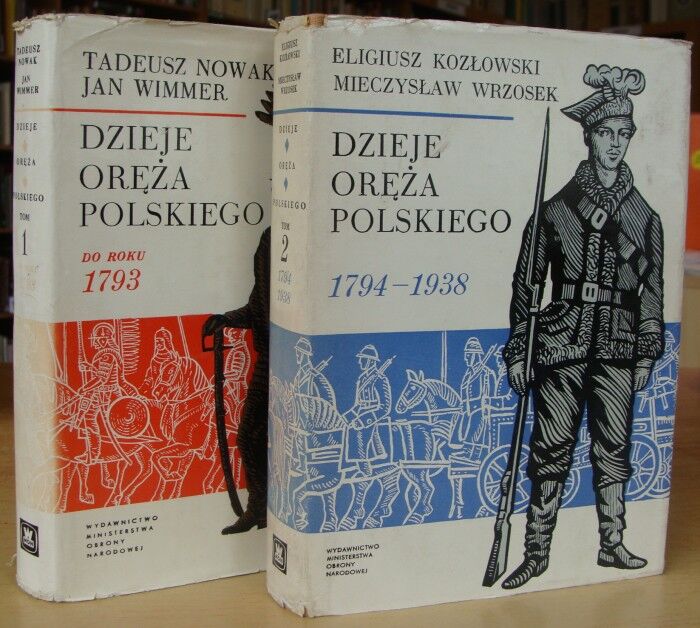 TADEUSZ
NOWAK
JAN
WIMMER
DZIEJE
ORĘŻA
POLSKIEGO
TOM
1
TADEUSZ NOWAK
JAN WIMMER
DZIEJE
ORĘŻA
POLSKIEGO
DO ROKU
1793
WYDAWNICTWO
MINISTERSTWA
OBRONY
NARODOWEJ
ELIGIUSZ
KOZŁOWSKI
MIECZYSŁAW
WRZOSEK
DZIEJE
ORĘŻA
POLSKIEGO
TOM
2
1794
1938
ELIGIUSZ KOZŁOWSKI
MIECZYSŁAW WRZOSEK
DZIEJE
ORĘŻA
POLSKIEGO
1794–1938
WYDAWNICTWO
MINISTERSTWA
OBRONY
NARODOWEJ